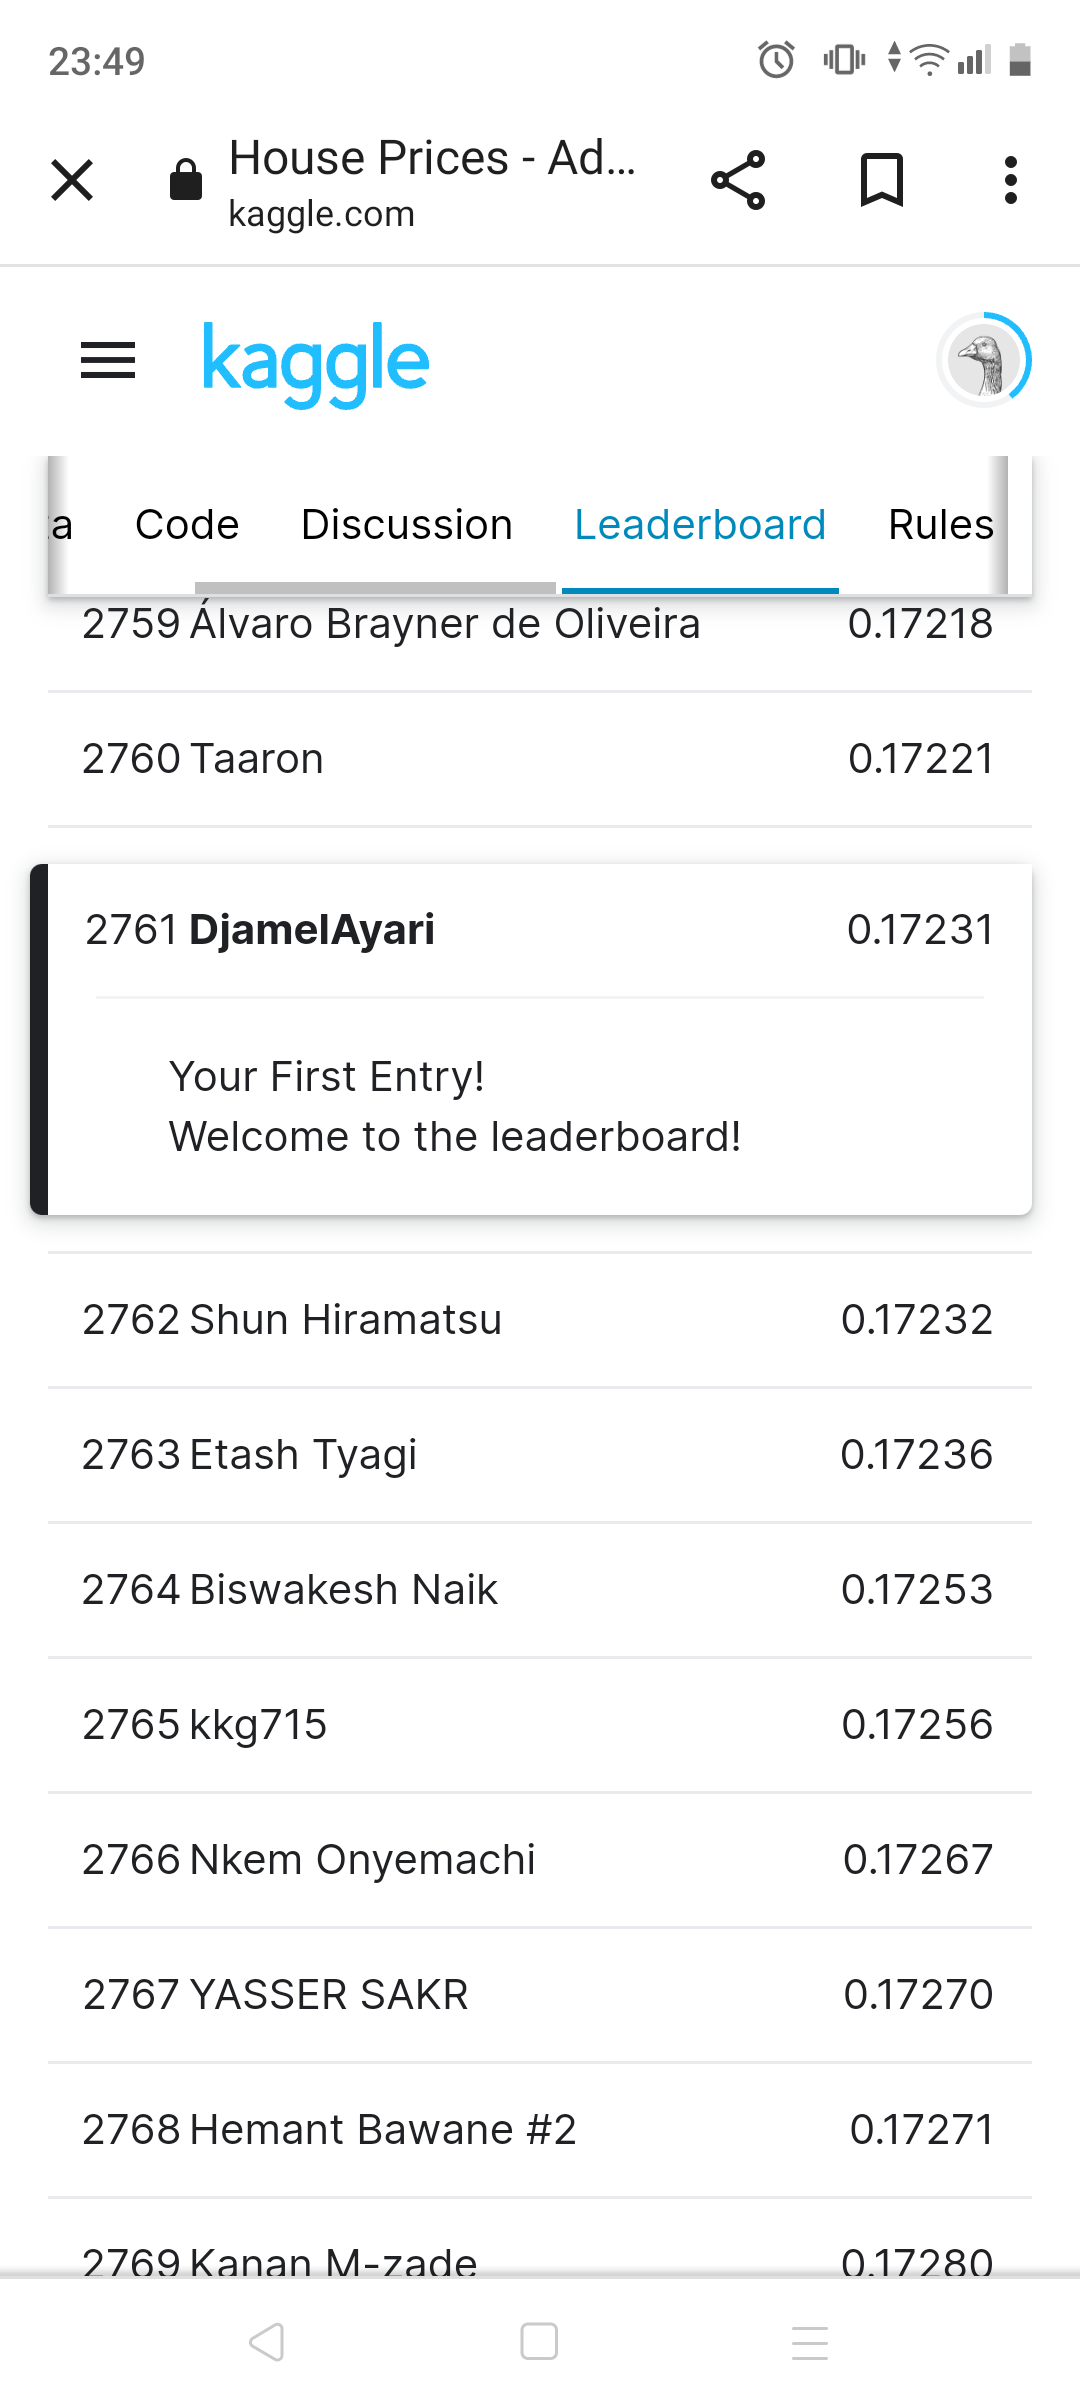 23:49
House Prices - Ad...
kaggle.com
kaggle
ta Code Discussion Leaderboard Rules
2759 Álvaro Brayner de Oliveira 0.17218
2760 Taaron 0.17221
2761 DjamelAyari 0.17231
Your First Entry!
Welcome to the leaderboard!
2762 Shun Hiramatsu 0.17232
2763 Etash Tyagi 0.17236
2764 Biswakesh Naik 0.17253
2765 kkg715 0.17256
2766 Nkem Onyemachi 0.17267
2767 YASSER SAKR 0.17270
2768 Hemant Bawane #2 0.17271
2769 Kanan M-zade 0.17280